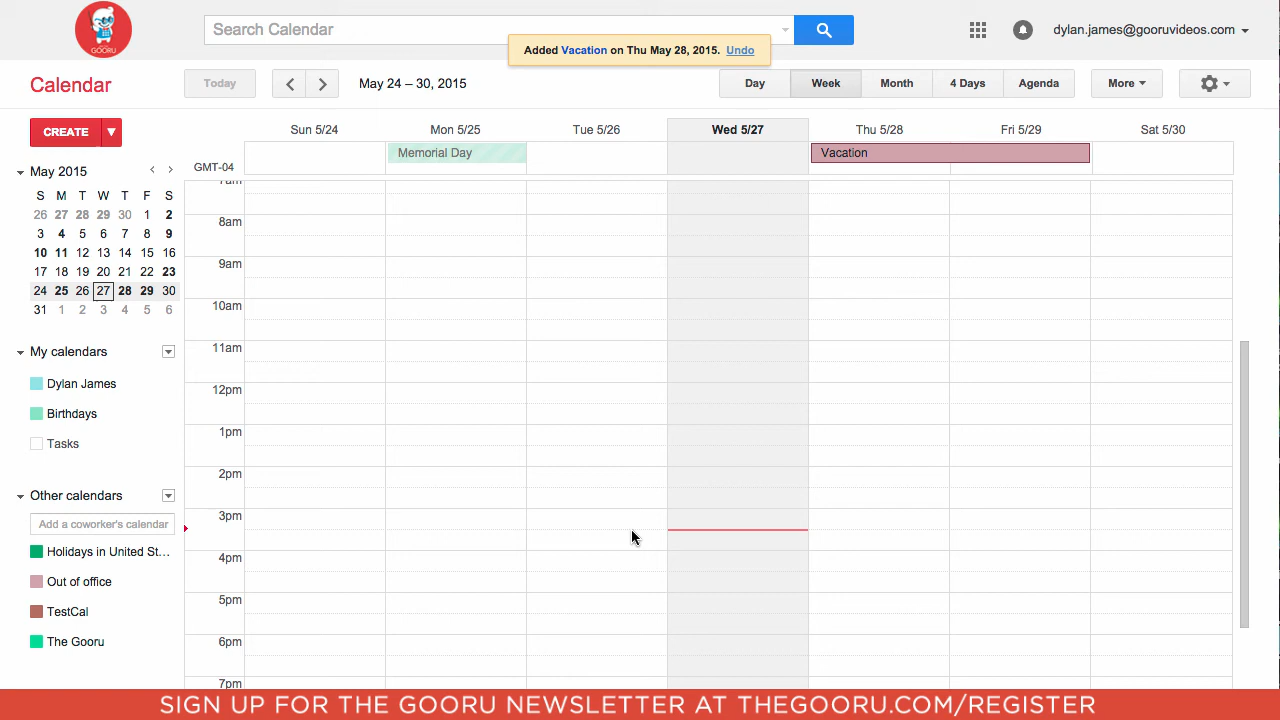 GOORU
Search Calendar
dylan.james@gooruvideos.com
Added Vacation on Thu May 28, 2015. Undo
Calendar
Today
May 24 – 30, 2015
Day
Week
Month
4 Days
Agenda
More
CREATE
May 2015
S M T W T F S
26 27 28 29 30 1 2
3 4 5 6 7 8 9
10 11 12 13 14 15 16
17 18 19 20 21 22 23
24 25 26 27 28 29 30
31 1 2 3 4 5 6
My calendars
Dylan James
Birthdays
Tasks
Other calendars
Add a coworker's calendar
Holidays in United St...
Out of office
TestCal
The Gooru
Sun 5/24
Mon 5/25
Tue 5/26
Wed 5/27
Thu 5/28
Fri 5/29
Sat 5/30
GMT-04
Memorial Day
Vacation
7am
8am
9am
10am
11am
12pm
1pm
2pm
3pm
4pm
5pm
6pm
7pm
SIGN UP FOR THE GOORU NEWSLETTER AT THEGOORU.COM/REGISTER